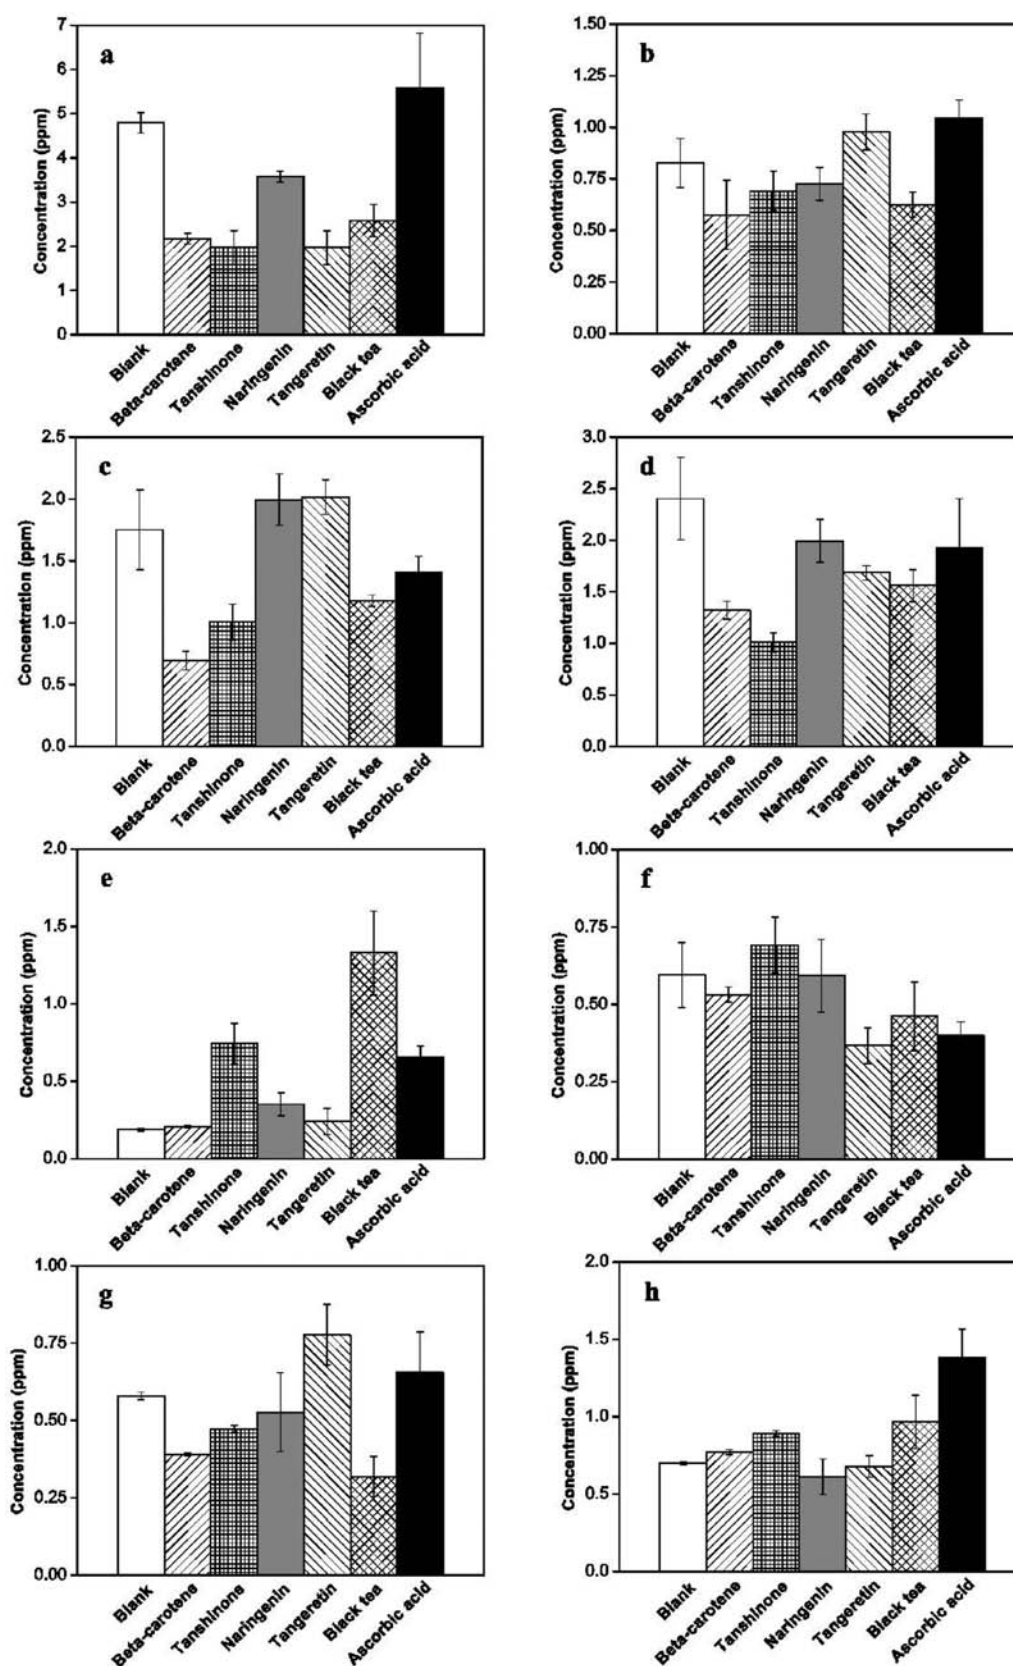 a
Concentration (ppm)
7
6
5
4
3
2
1
0
Blank
Beta-carotene
Tanshinone
Naringenin
Tangeretin
Black tea
Ascorbic acid
b
Concentration (ppm)
1.50
1.25
1.00
0.75
0.50
0.25
0.00
Blank
Beta-carotene
Tanshinone
Naringenin
Tangeretin
Black tea
Ascorbic acid
c
Concentration (ppm)
2.5
2.0
1.5
1.0
0.5
0.0
Blank
Beta-carotene
Tanshinone
Naringenin
Tangeretin
Black tea
Ascorbic acid
d
Concentration (ppm)
3.0
2.5
2.0
1.5
1.0
0.5
0.0
Blank
Beta-carotene
Tanshinone
Naringenin
Tangeretin
Black tea
Ascorbic acid
e
Concentration (ppm)
2.0
1.5
1.0
0.5
0.0
Blank
Beta-carotene
Tanshinone
Naringenin
Tangeretin
Black tea
Ascorbic acid
f
Concentration (ppm)
1.00
0.75
0.50
0.25
0.00
Blank
Beta-carotene
Tanshinone
Naringenin
Tangeretin
Black tea
Ascorbic acid
g
Concentration (ppm)
1.00
0.75
0.50
0.25
0.00
Blank
Beta-carotene
Tanshinone
Naringenin
Tangeretin
Black tea
Ascorbic acid
h
Concentration (ppm)
2.0
1.5
1.0
0.5
0.0
Blank
Beta-carotene
Tanshinone
Naringenin
Tangeretin
Black tea
Ascorbic acid